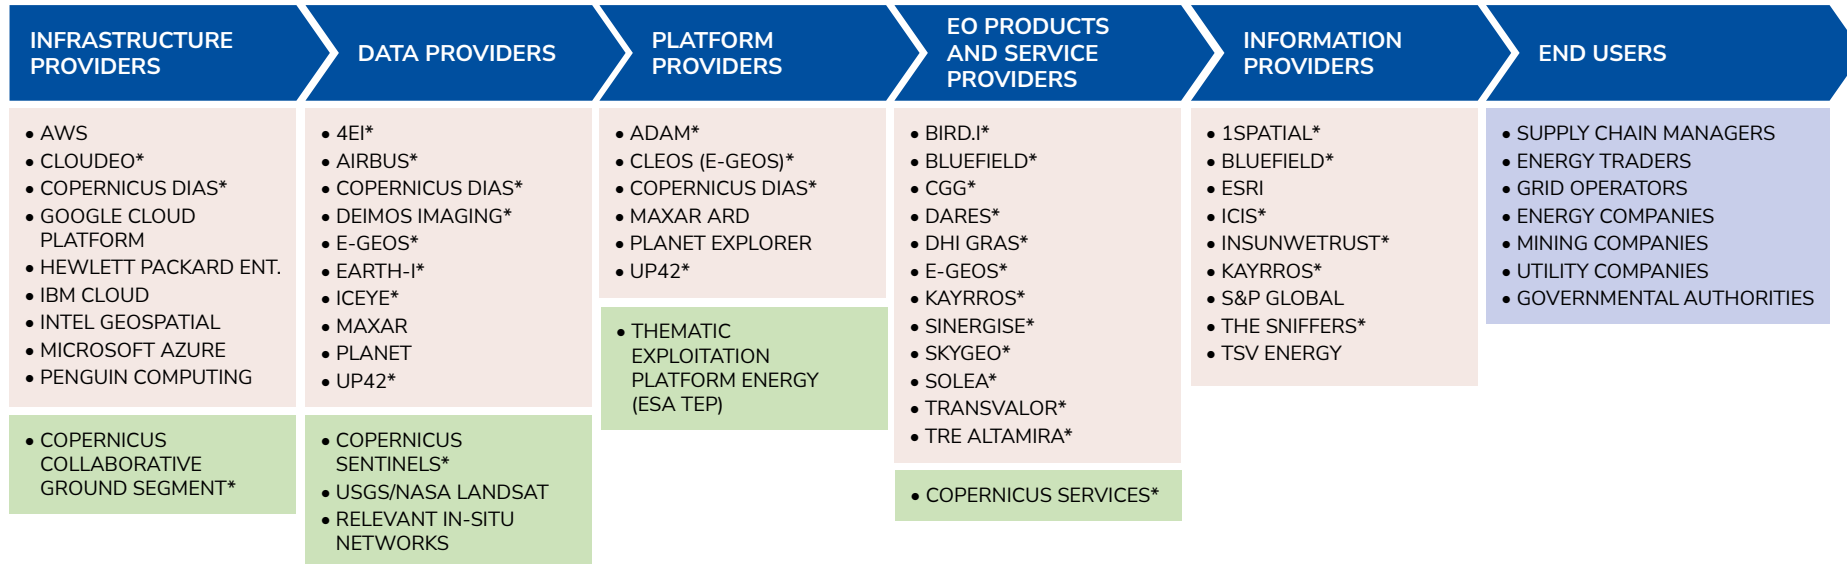 INFRASTRUCTURE
PROVIDERS
DATA PROVIDERS
PLATFORM
PROVIDERS
EO PRODUCTS
AND SERVICE
PROVIDERS
INFORMATION
PROVIDERS
END USERS
• AWS
• CLOUDEO*
• COPERNICUS DIAS*
• GOOGLE CLOUD
PLATFORM
• HEWLETT PACKARD ENT.
• IBM CLOUD
• INTEL GEOSPATIAL
• MICROSOFT AZURE
• PENGUIN COMPUTING
• COPERNICUS
COLLABORATIVE
GROUND SEGMENT*
• 4EI*
• AIRBUS*
• COPERNICUS DIAS*
• DEIMOS IMAGING*
• E-GEOS*
• EARTH-I*
• ICEYE*
• MAXAR
• PLANET
• UP42*
• COPERNICUS
SENTINELS*
• USGS/NASA LANDSAT
• RELEVANT IN-SITU
NETWORKS
• ADAM*
• CLEOS (E-GEOS)*
• COPERNICUS DIAS*
• MAXAR ARD
• PLANET EXPLORER
• UP42*
• THEMATIC
EXPLOITATION
PLATFORM ENERGY
(ESA TEP)
• BIRD.I*
• BLUEFIELD*
• CGG*
• DARES*
• DHI GRAS*
• E-GEOS*
• KAYRROS*
• SINERGISE*
• SKYGEO*
• SOLEA*
• TRANSVALOR*
• TRE ALTAMIRA*
• COPERNICUS SERVICES*
• 1SPATIAL*
• BLUEFIELD*
• ESRI
• ICIS*
• INSUNWETRUST*
• KAYRROS*
• S&P GLOBAL
• THE SNIFFERS*
• TSV ENERGY
• SUPPLY CHAIN MANAGERS
• ENERGY TRADERS
• GRID OPERATORS
• ENERGY COMPANIES
• MINING COMPANIES
• UTILITY COMPANIES
• GOVERNMENTAL AUTHORITIES